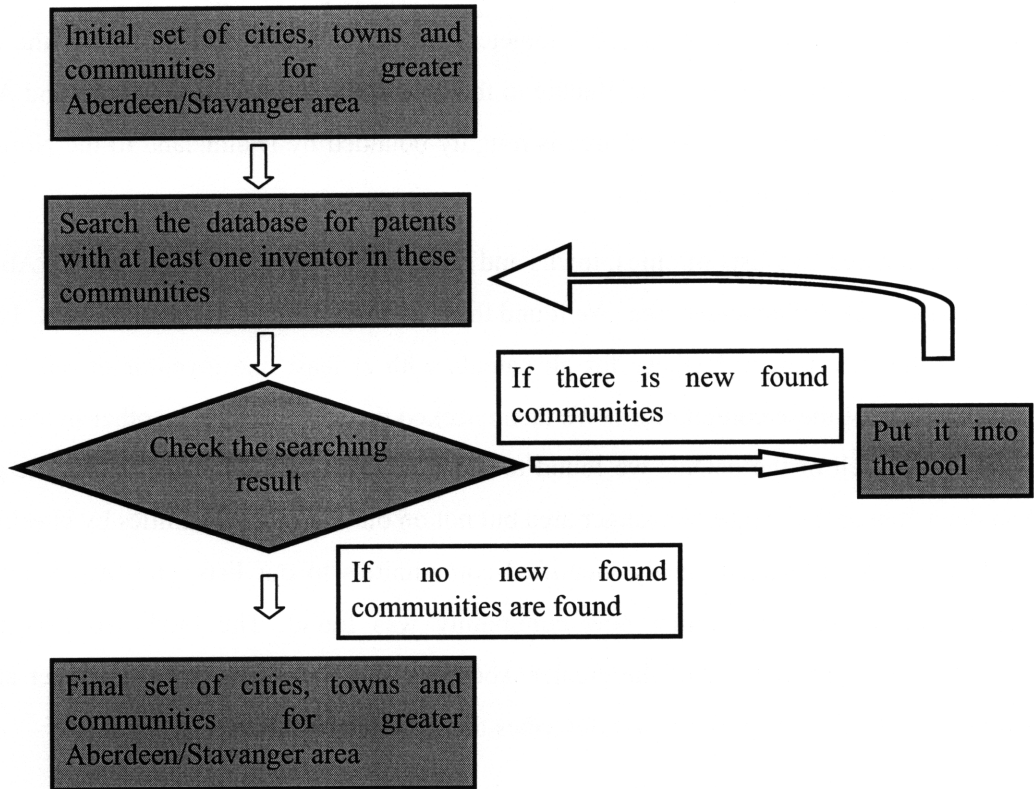 Initial set of cities, towns and
communities for greater
Aberdeen/Stavanger area
Search the database for patents
with at least one inventor in these
communities
If there is new found
communities
Check the searching
result
Put it into
the pool
If no new found
communities are found
Final set of cities, towns and
communities for greater
Aberdeen/Stavanger area